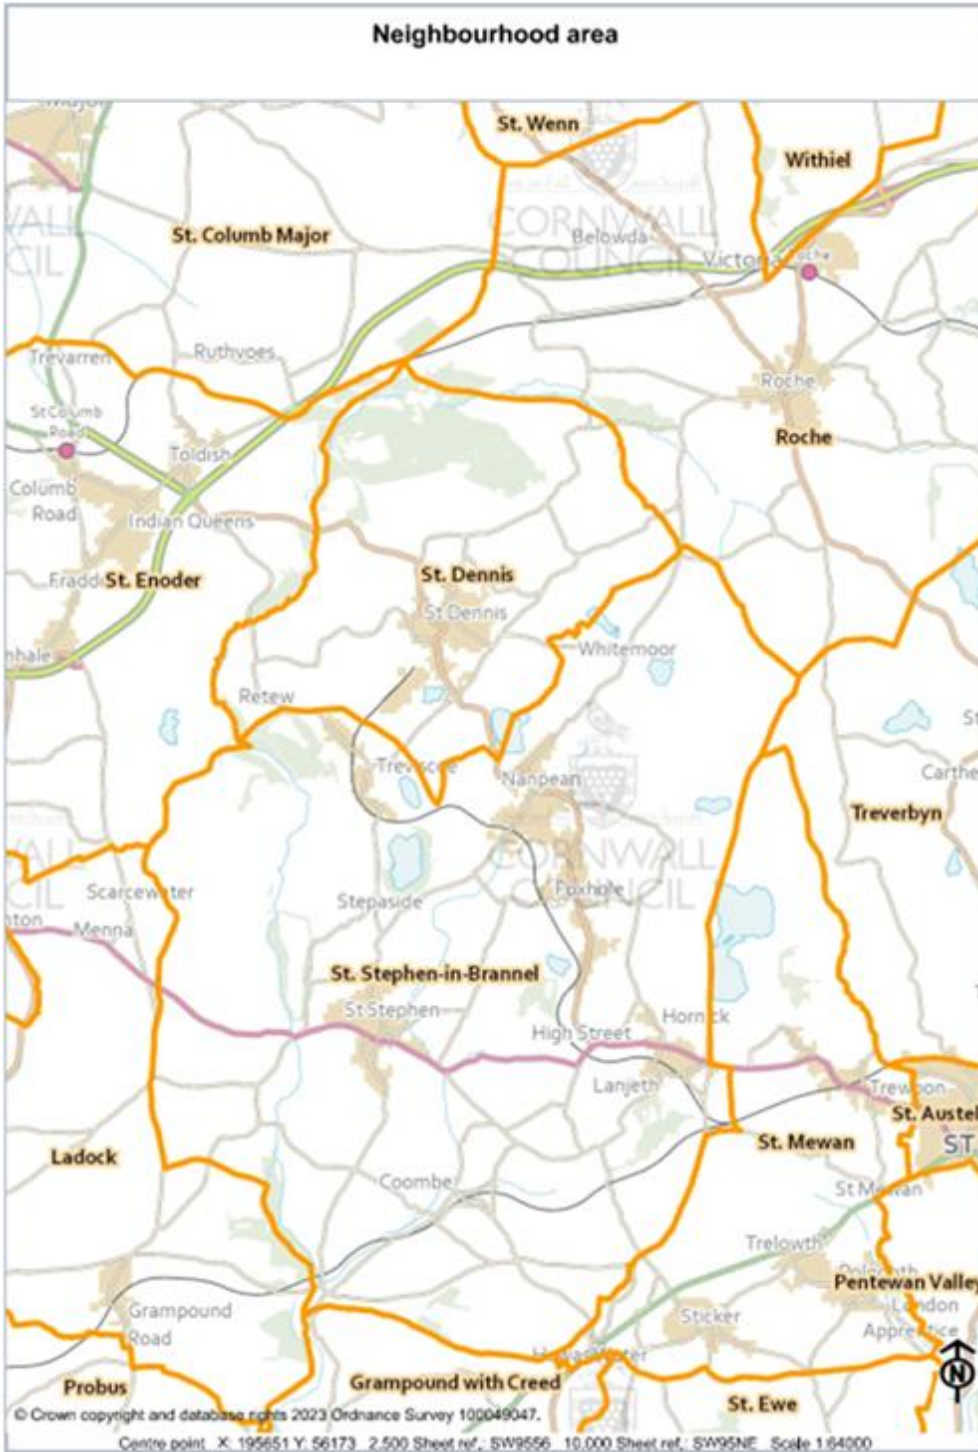 Neighbourhood area
St. Wenn
Withiel
CORNWALL
COUNCIL
St. Columb Major
Belowda
Victoria
Trevarren
Ruthvoes
St Columb
Road
Roche
Roche
Toldish
Columb
Road
Indian Queens
St. Enoder
St. Dennis
St Dennis
Whitemoor
Retew
Treviscoe
Nanpean
Treverbyn
CORNWALL
COUNCIL
Scarcewater
Stepaside
Foxhole
Menna
St. Stephen-in-Brannel
St Stephen
High Street
Hornick
Lanjeth
Trewoon
St. Austel
ST
St. Mewan
Ladock
Coombe
St Mewan
Trelowth
Pentewan Valley
London
Apprentice
Grampound
Road
Sticker
N
Probus
Grampound with Creed
St. Ewe
© Crown copyright and database rights 2023 Ordnance Survey 100049047.
Centre point X: 195651 Y: 56173 2,500 Sheet ref,: SW9556 10,000 Sheet ref,: SW95NE Scale 1:64000